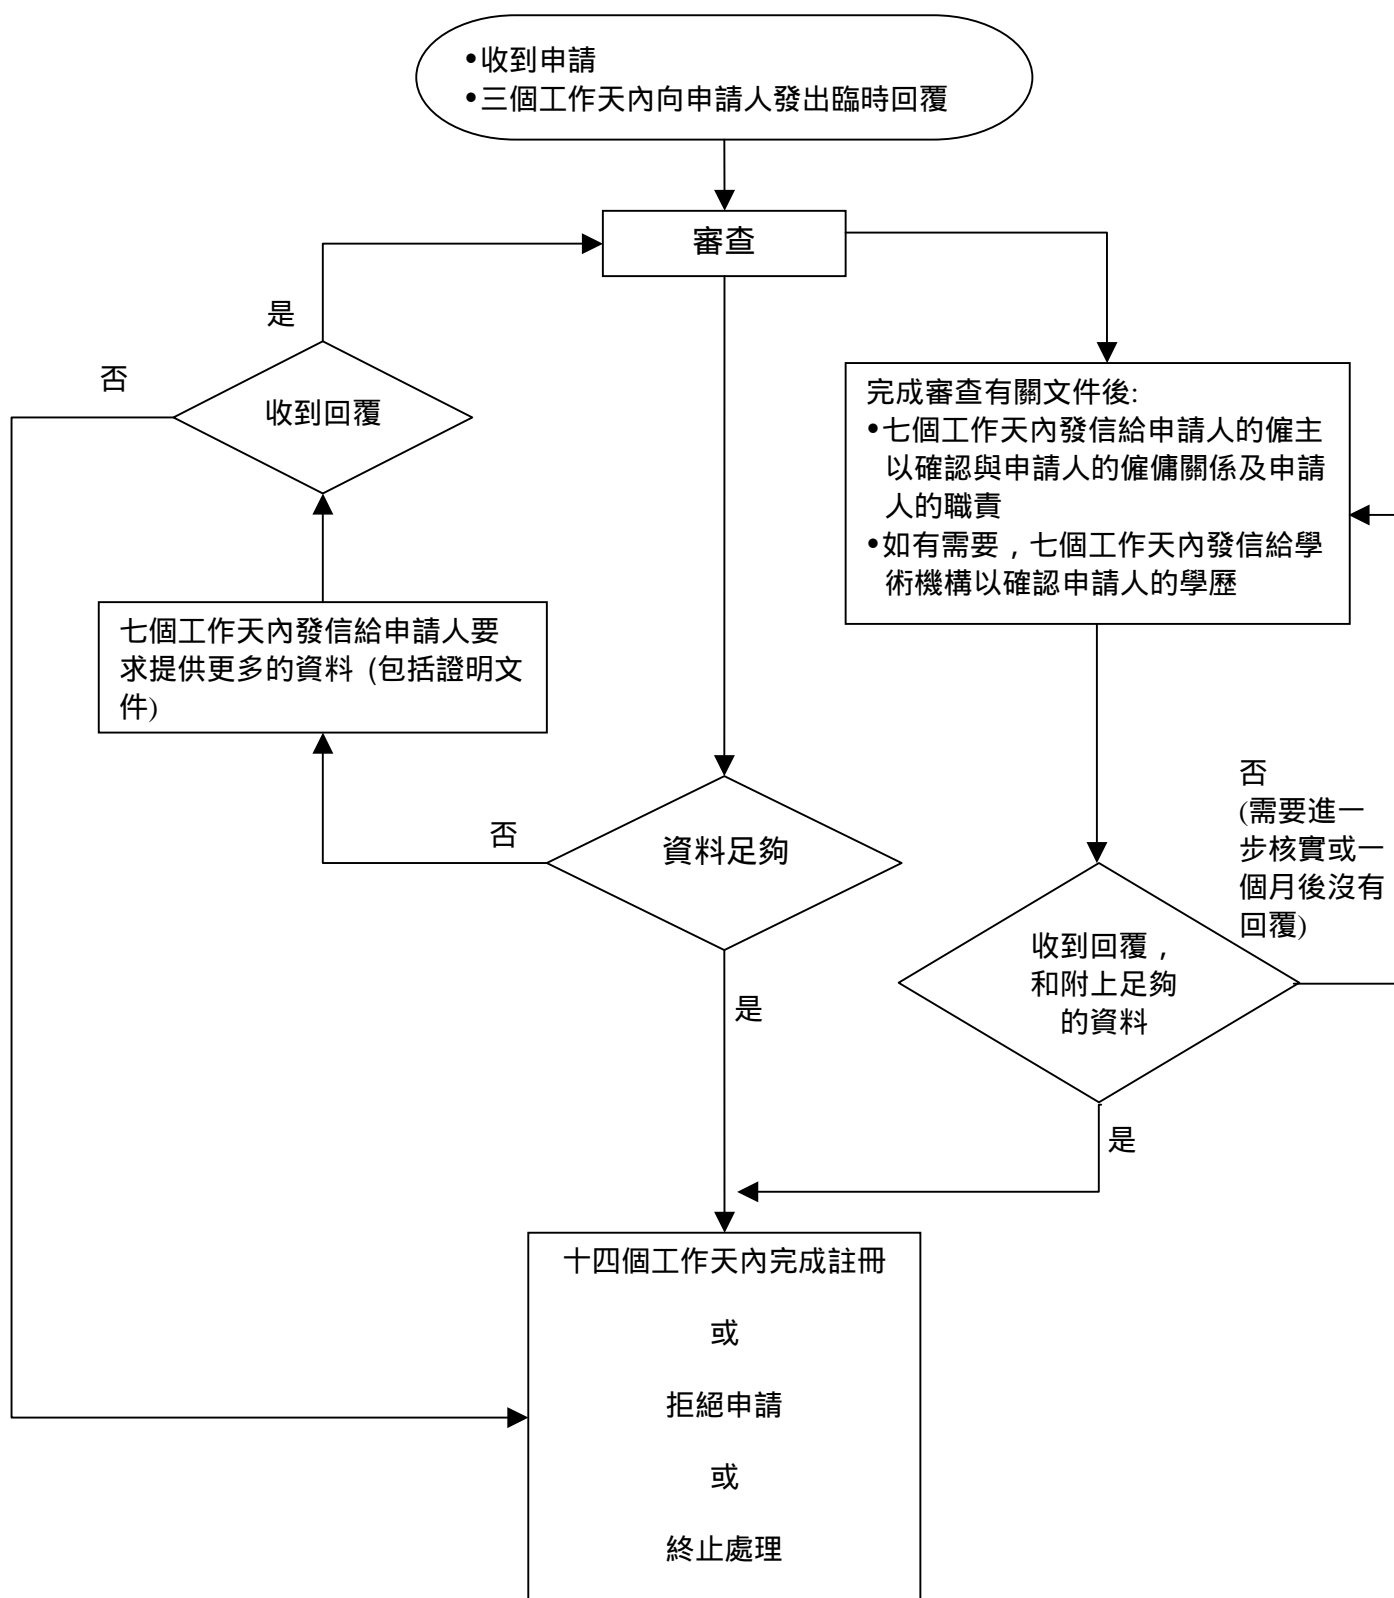 •收到申請
•三個工作天內向申請人發出臨時回覆
審查
是
否
收到回覆
完成審查有關文件後:
•七個工作天內發信給申請人的僱主
以確認與申請人的僱傭關係及申請
人的職責
•如有需要，七個工作天內發信給學
術機構以確認申請人的學歷
七個工作天內發信給申請人要
求提供更多的資料 (包括證明文
件)
否
資料足夠
否
(需要進一
步核實或一
個月後沒有
回覆)
收到回覆，
和附上足夠
的資料
是
是
十四個工作天內完成註冊
或
拒絕申請
或
終止處理